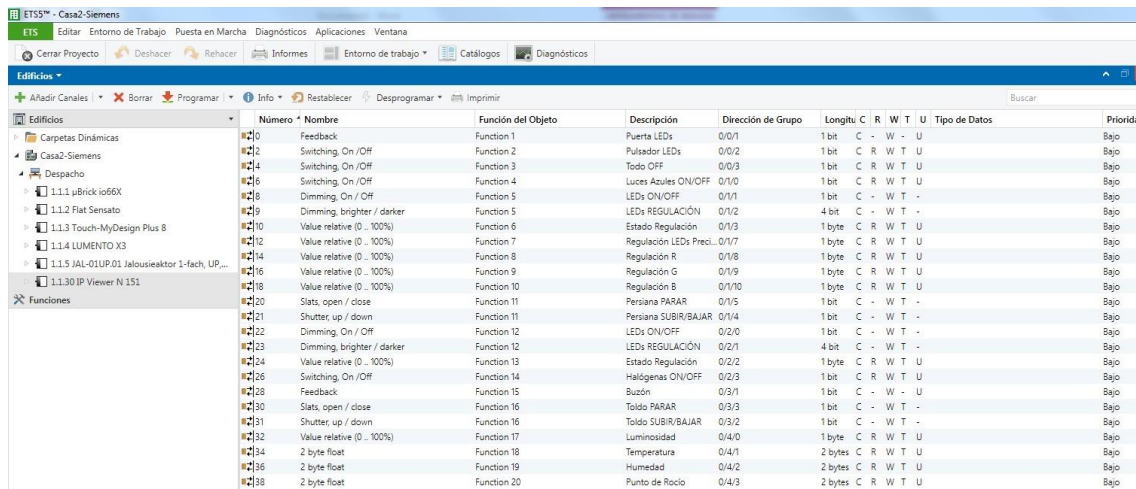 ETS5™ - Casa2-Siemens
ETS Editar Entorno de Trabajo Puesta en Marcha Diagnósticos Aplicaciones Ventana
Cerrar Proyecto Deshacer Rehacer Informes Entorno de trabajo Catálogos Diagnósticos
Edificios
Añadir Canales Borrar Programar Info Restablecer Desprogramar Imprimir Buscar
Edificios
Carpetas Dinámicas
Casa2-Siemens
Despacho
1.1.1 µBrick io66X
1.1.2 Flat Sensato
1.1.3 Touch-MyDesign Plus 8
1.1.4 LUMENTO X3
1.1.5 JAL-01UP.01 Jalousieaktor 1-fach, UP,...
1.1.30 IP Viewer N 151
Funciones
Número Nombre Función del Objeto Descripción Dirección de Grupo Longitu C R W T U Tipo de Datos Priorida
0 Feedback Function 1 Puerta LEDs 0/0/1 1 bit C - W - U Bajo
2 Switching, On /Off Function 2 Pulsador LEDs 0/0/2 1 bit C R W T U Bajo
4 Switching, On /Off Function 3 Todo OFF 0/0/3 1 bit C R W T U Bajo
6 Switching, On /Off Function 4 Luces Azules ON/OFF 0/1/0 1 bit C R W T U Bajo
8 Dimming, On / Off Function 5 LEDs ON/OFF 0/1/1 1 bit C - W T - Bajo
9 Dimming, brighter / darker Function 5 LEDs REGULACIÓN 0/1/2 4 bit C - W T - Bajo
10 Value relative (0 .. 100%) Function 6 Estado Regulación 0/1/3 1 byte C R W T U Bajo
12 Value relative (0 .. 100%) Function 7 Regulación LEDs Preci... 0/1/7 1 byte C R W T U Bajo
14 Value relative (0 .. 100%) Function 8 Regulación R 0/1/8 1 byte C R W T U Bajo
16 Value relative (0 .. 100%) Function 9 Regulación G 0/1/9 1 byte C R W T U Bajo
18 Value relative (0 .. 100%) Function 10 Regulación B 0/1/10 1 byte C R W T U Bajo
20 Slats, open / close Function 11 Persiana PARAR 0/1/5 1 bit C - W T - Bajo
21 Shutter, up / down Function 11 Persiana SUBIR/BAJAR 0/1/4 1 bit C - W T - Bajo
22 Dimming, On / Off Function 12 LEDs ON/OFF 0/2/0 1 bit C - W T - Bajo
23 Dimming, brighter / darker Function 12 LEDs REGULACIÓN 0/2/1 4 bit C - W T - Bajo
24 Value relative (0 .. 100%) Function 13 Estado Regulación 0/2/2 1 byte C R W T U Bajo
26 Switching, On /Off Function 14 Halógenas ON/OFF 0/2/3 1 bit C R W T U Bajo
28 Feedback Function 15 Buzón 0/3/1 1 bit C - W - U Bajo
30 Slats, open / close Function 16 Toldo PARAR 0/3/3 1 bit C - W T - Bajo
31 Shutter, up / down Function 16 Toldo SUBIR/BAJAR 0/3/2 1 bit C - W T - Bajo
32 Value relative (0 .. 100%) Function 17 Luminosidad 0/4/0 1 byte C R W T U Bajo
34 2 byte float Function 18 Temperatura 0/4/1 2 bytes C R W T U Bajo
36 2 byte float Function 19 Humedad 0/4/2 2 bytes C R W T U Bajo
38 2 byte float Function 20 Punto de Rocío 0/4/3 2 bytes C R W T U Bajo